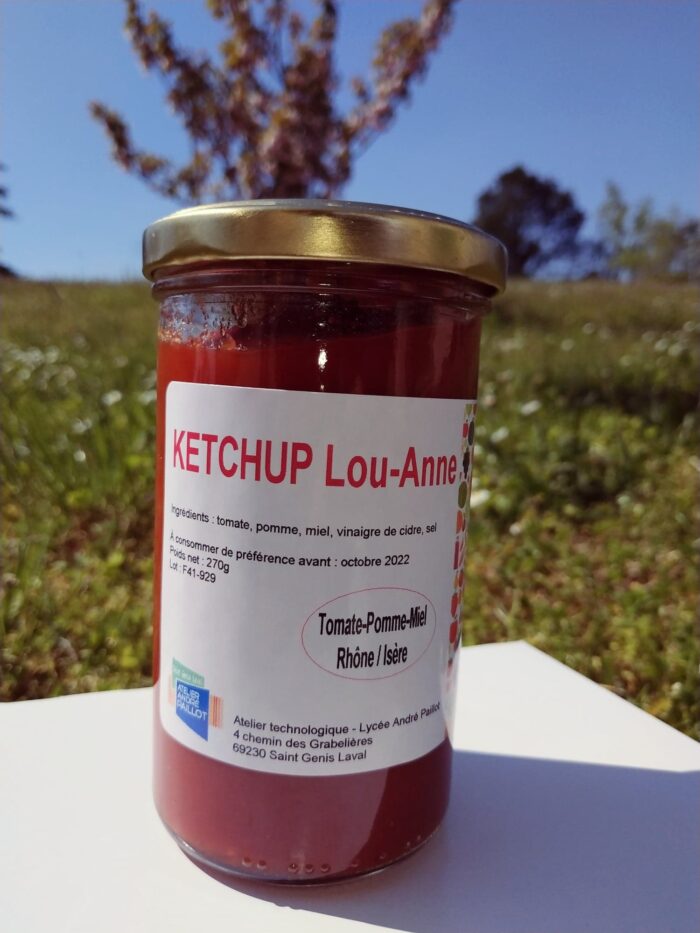 KETCHUP Lou-Anne
Ingrédients : tomate, pomme, miel, vinaigre de cidre, sel
A consommer de préférence avant : octobre 2022
Poids net : 270g
Lot : F41-929
Tomate-Pomme-Miel
Rhône / Isère
ATELIER
ANDRÉ
PAILLOT
Atelier technologique - Lycée André Paillot
4 chemin des Grabelières
69230 Saint Genis Laval